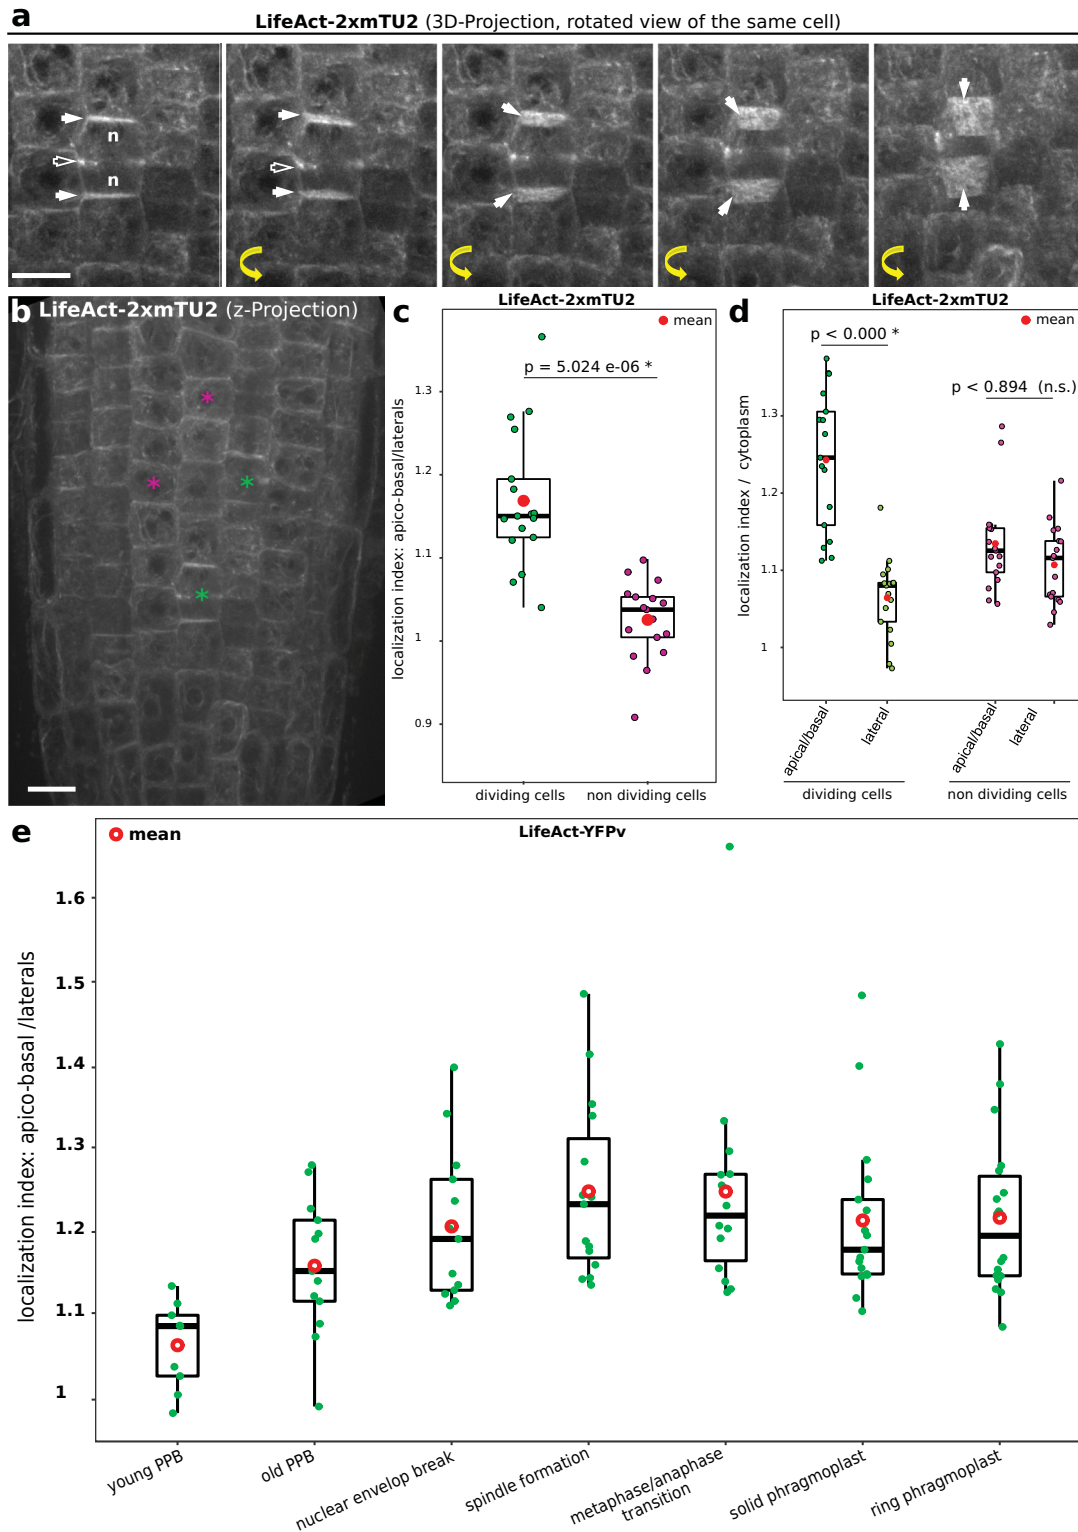 a
LifeAct-2xmTU2 (3D-Projection, rotated view of the same cell)
n
n
b LifeAct-2xmTU2 (z-Projection)
*
*
*
*
c
LifeAct-2xmTU2
mean
p = 5.024 e-06 *
localization index: apico-basal/laterals
1.3
1.2
1.1
1
0.9
dividing cells
non dividing cells
d
LifeAct-2xmTU2
mean
p < 0.000 *
p < 0.894 (n.s.)
localization index / cytoplasm
1.3
1.2
1.1
1
apical/basal
lateral
apical/basal
lateral
dividing cells
non dividing cells
e
mean
LifeAct-YFPv
localization index: apico-basal /laterals
1.6
1.5
1.4
1.3
1.2
1.1
1
young PPB
old PPB
nuclear envelop break
spindle formation
metaphase/anaphase
transition
solid phragmoplast
ring phragmoplast